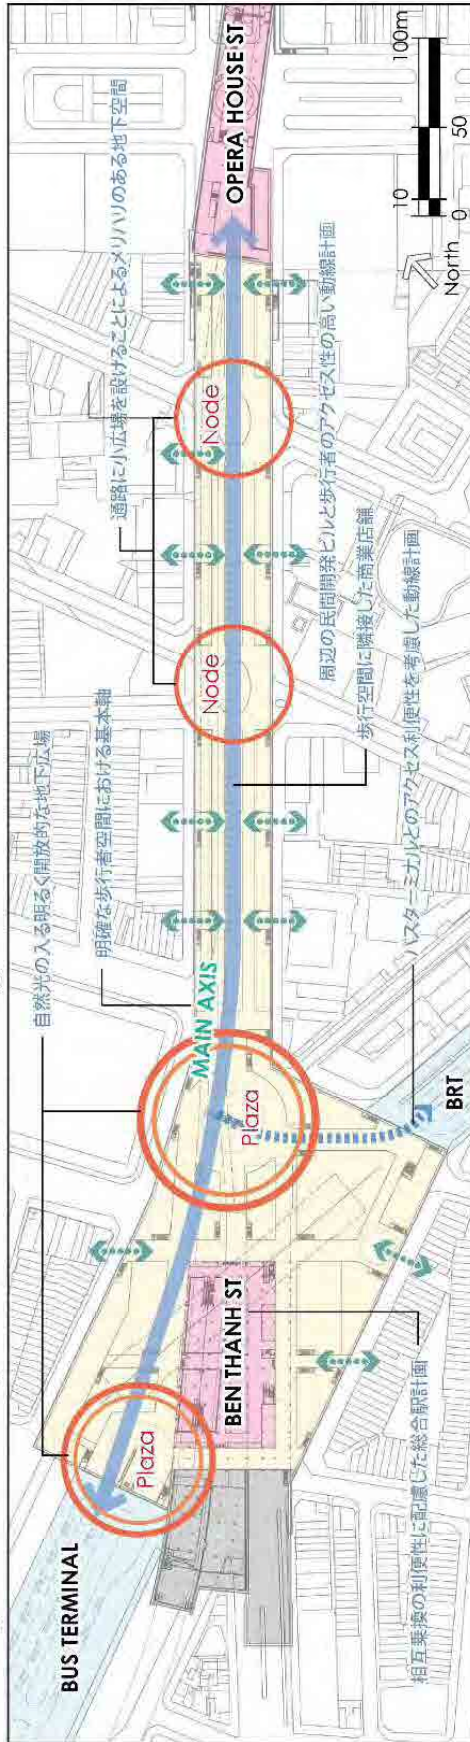 自然光の入る明るく開放的な地下広場
明確な歩行者空間における基本軸
通路に小広場を設けることによるメリハリのある地下空間
BUS TERMINAL
Plaza
BEN THANH ST
MAIN AXIS
Plaza
Node
Node
OPERA HOUSE ST
周辺の民間開発ビルと歩行者のアクセス性の高い動線計画
歩行空間に隣接した商業店舗
バスターミナルとのアクセス利便性を考慮した動線計画
BRT
相互乗換の利便性に配慮した総合駅計画
North
0 10 50 100m